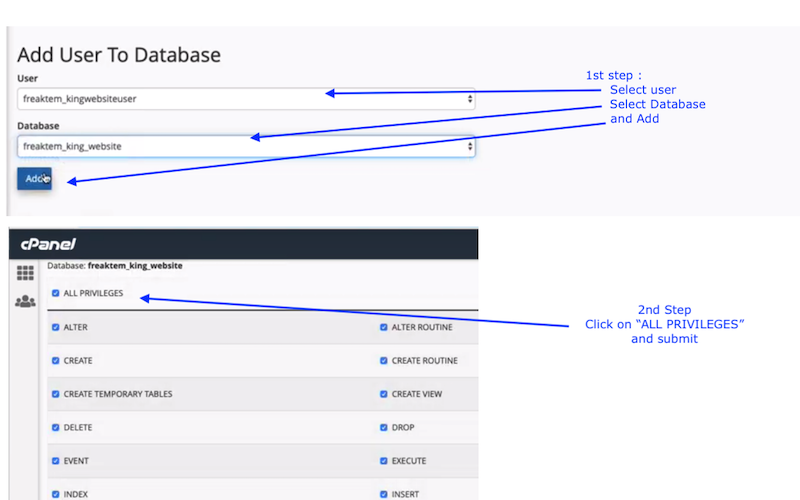 Add User To Database
User
freaktem_kingwebsiteuser
Database
freaktem_king_website
Add
1st step :
Select user
Select Database
and Add
cPanel
Database: freaktem_king_website
ALL PRIVILEGES
ALTER
ALTER ROUTINE
CREATE
CREATE ROUTINE
CREATE TEMPORARY TABLES
CREATE VIEW
DELETE
DROP
EVENT
EXECUTE
INDEX
INSERT
2nd Step
Click on “ALL PRIVILEGES”
and submit